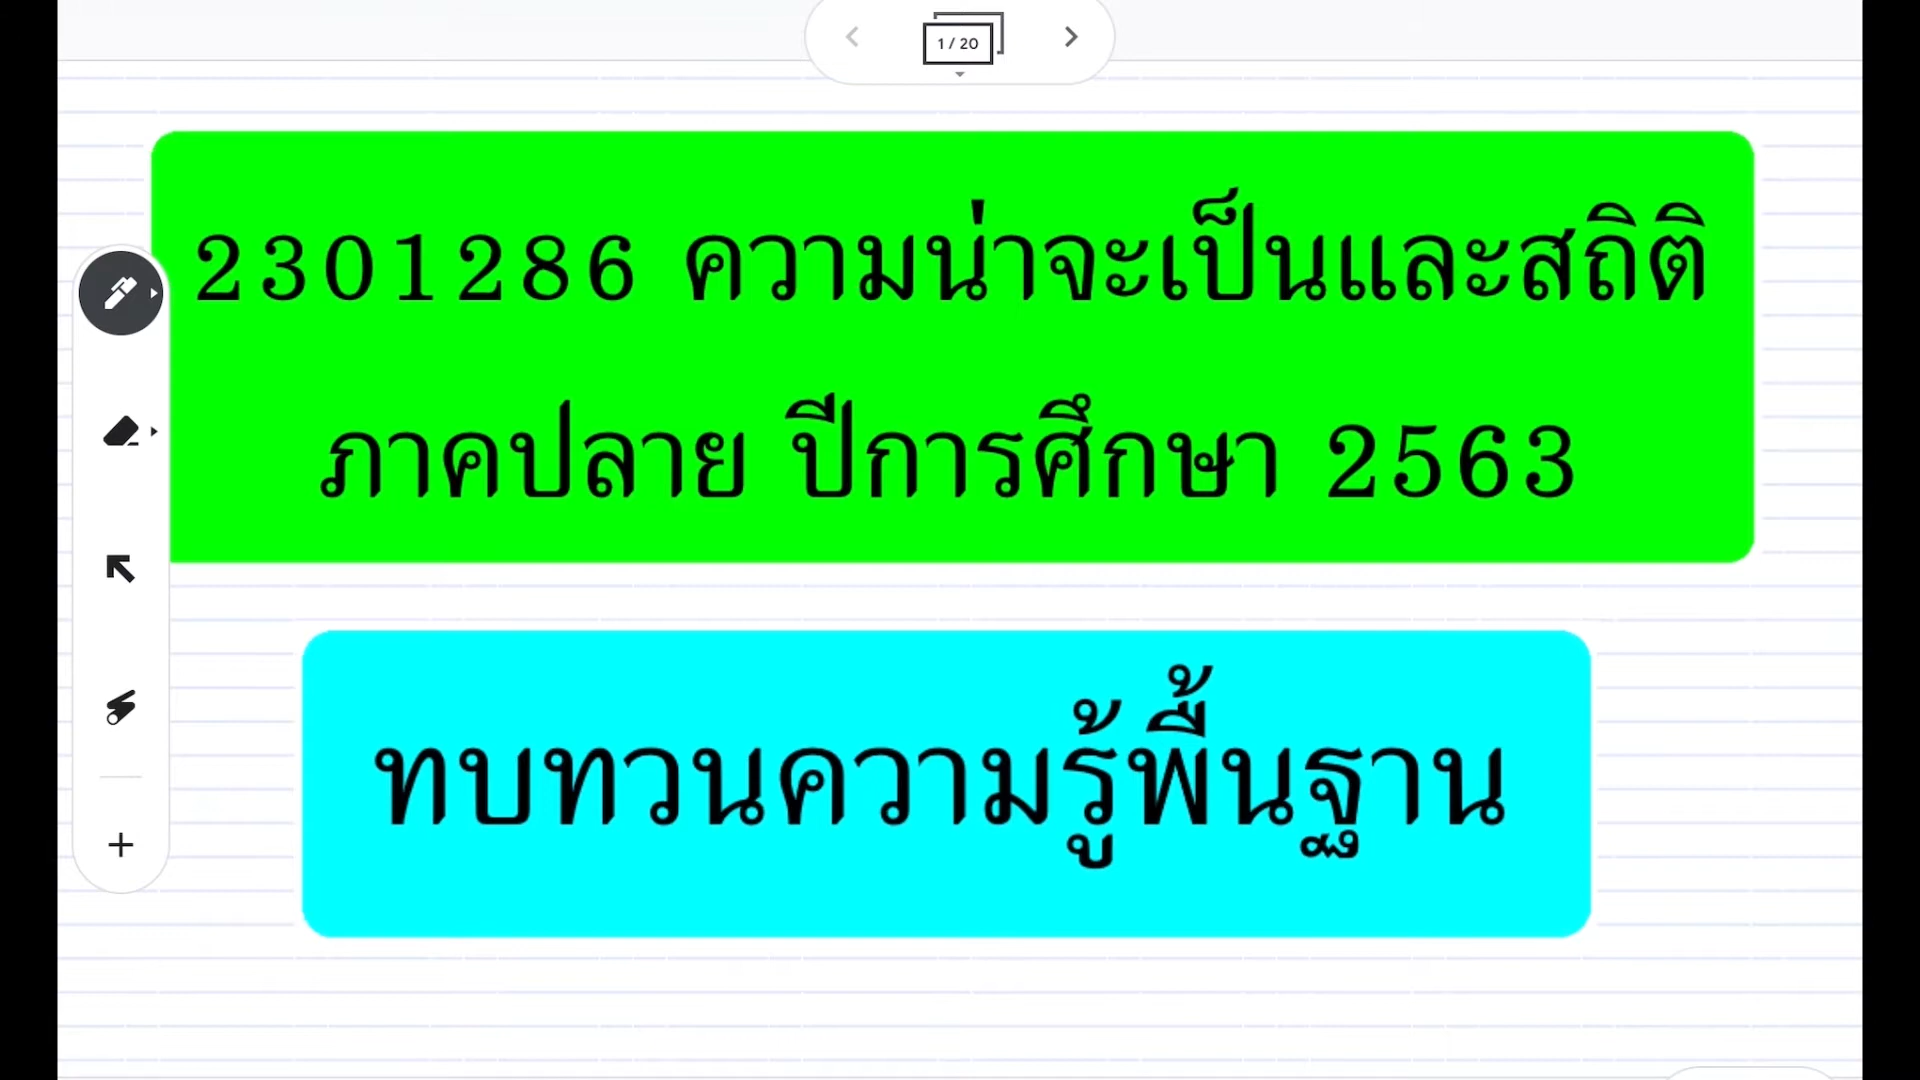 1 / 20
2301286 ความน่าจะเป็นและสถิติ
ภาคปลาย ปีการศึกษา 2563
ทบทวนความรู้พื้นฐาน